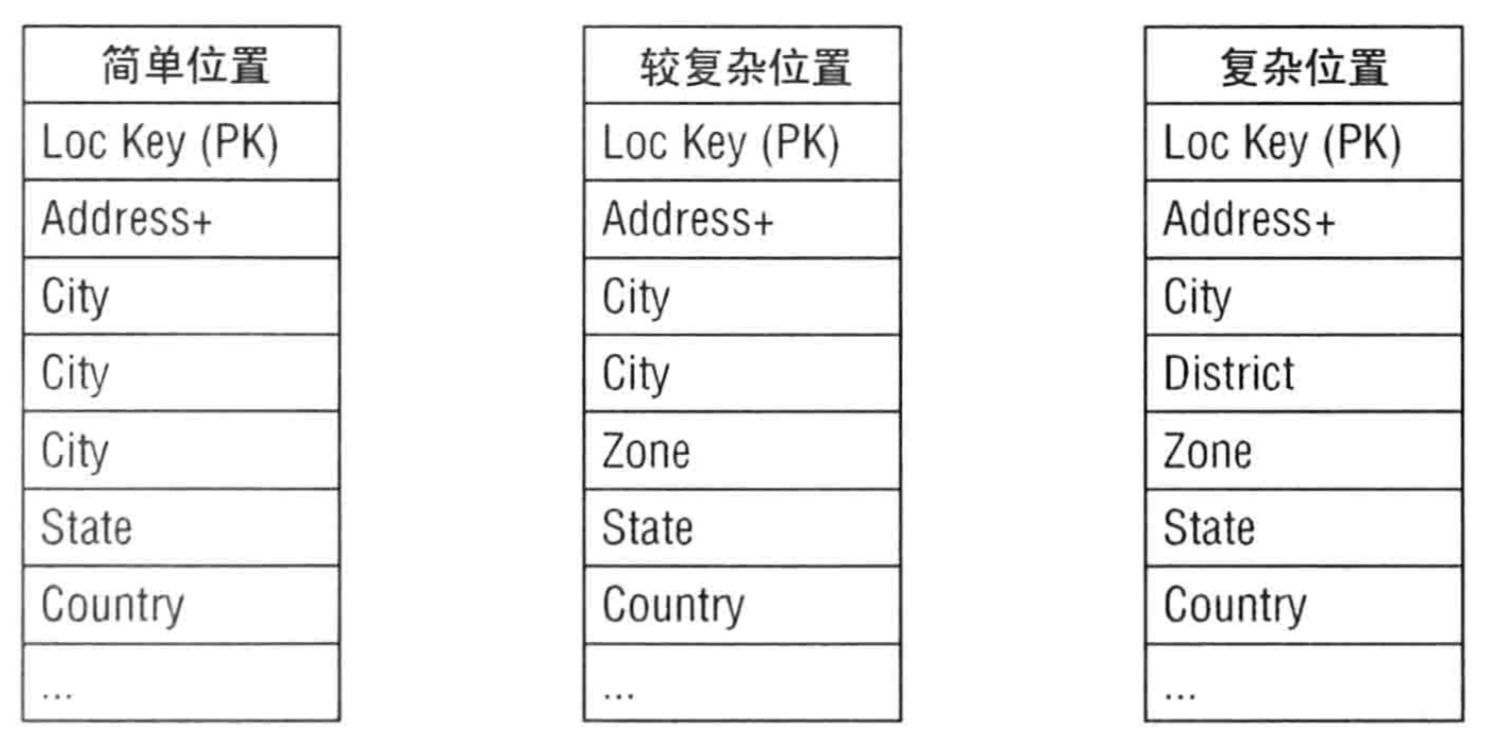 简单位置
Loc Key (PK)
Address+
City
City
City
State
Country
...
较复杂位置
Loc Key (PK)
Address+
City
City
Zone
State
Country
...
复杂位置
Loc Key (PK)
Address+
City
District
Zone
State
Country
...